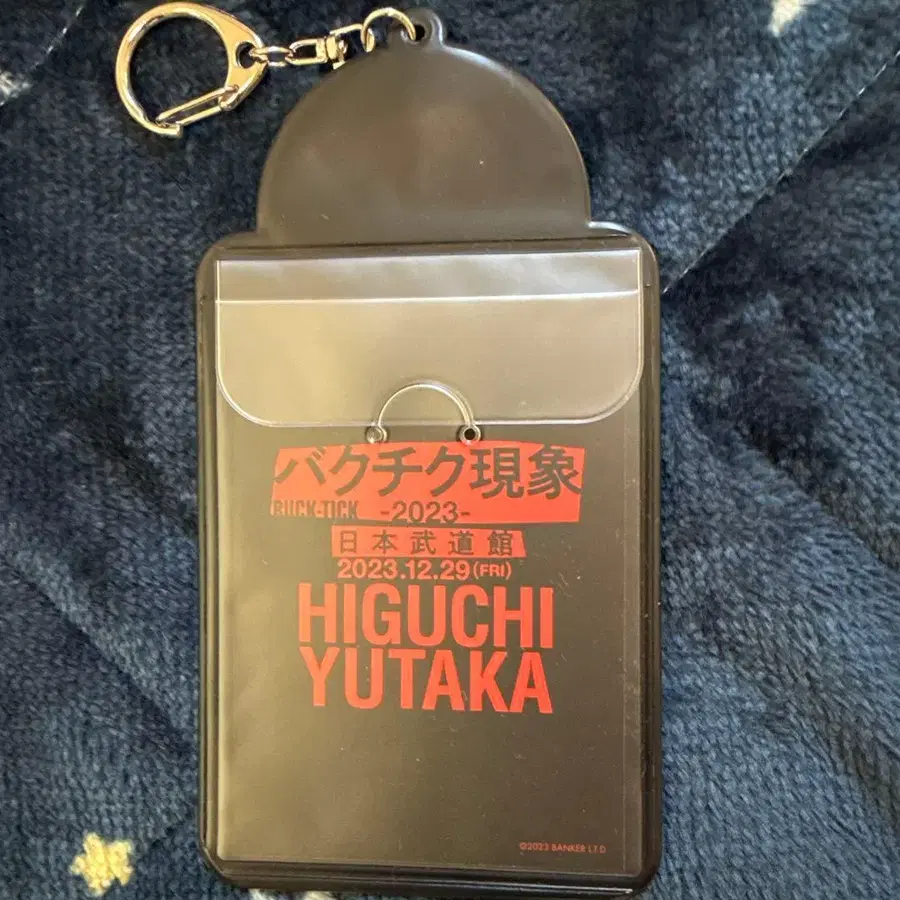 バクチク現象
BUCK-TICK -2023-
日本武道館
2023.12.29(FRI)
HIGUCHI
YUTAKA
©2023 BANKER LTD